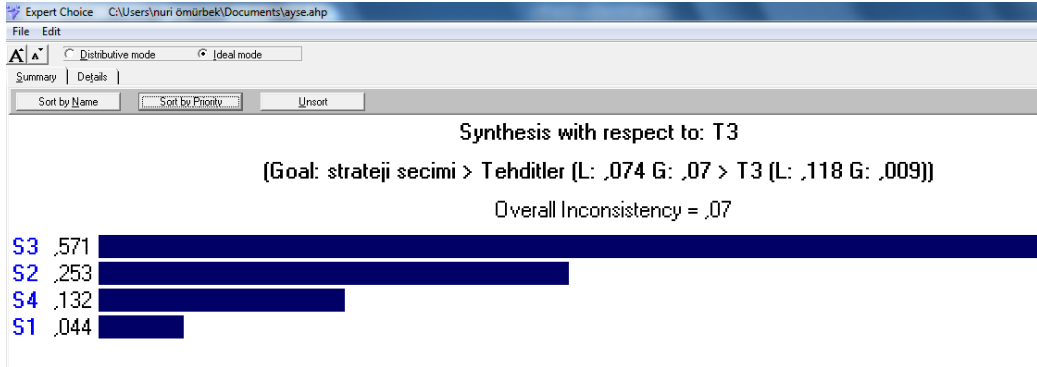 Expert Choice C:\Users\nuri ömürbek\Documents\ayse.ahp
File Edit
A A Distributive mode Ideal mode
Summary Details
Sort by Name Sort by Priority Unsort
Synthesis with respect to: T3
(Goal: strateji secimi > Tehditler (L: ,074 G: ,07 > T3 (L: ,118 G: ,009))
Overall Inconsistency = ,07
S3 ,571
S2 ,253
S4 ,132
S1 ,044